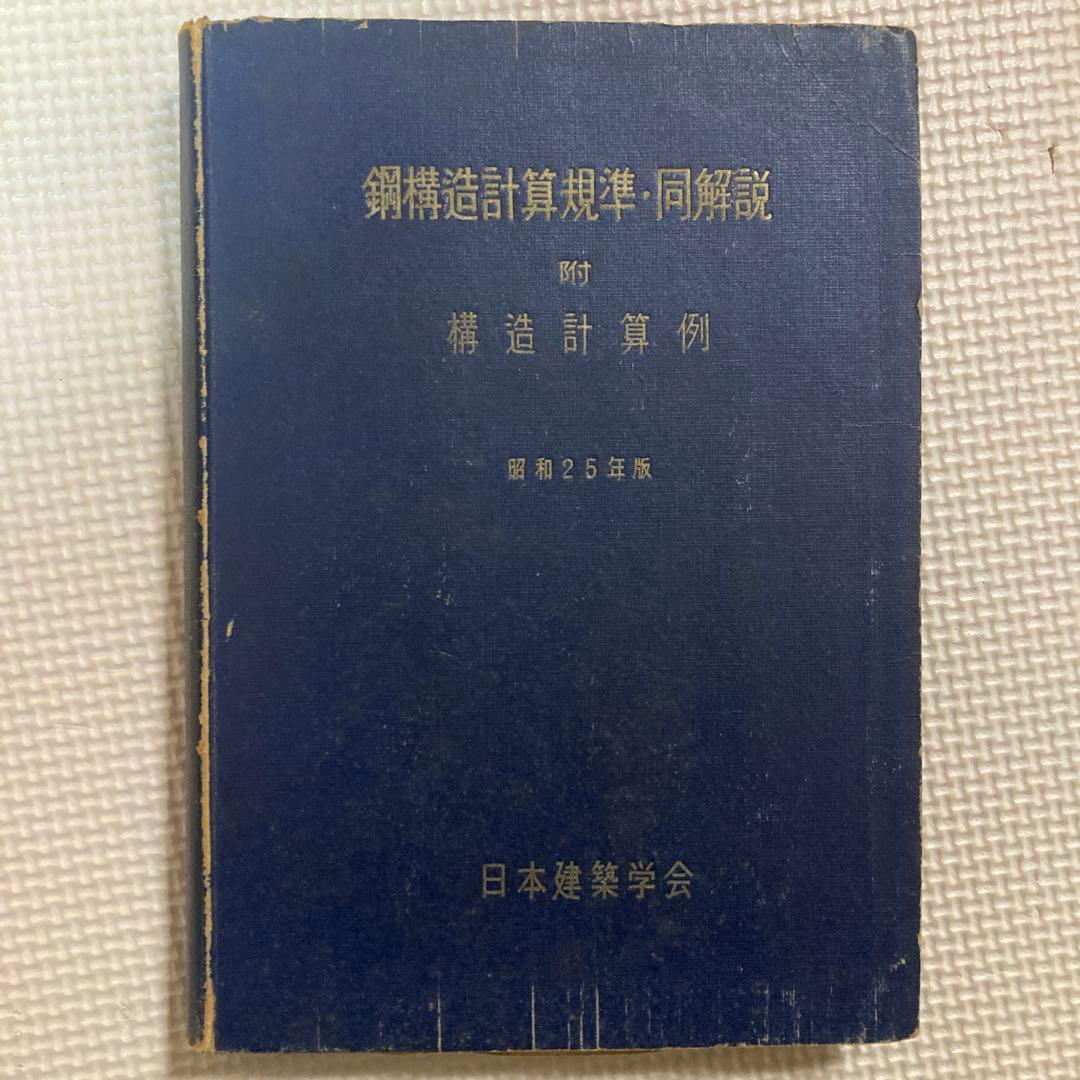 鋼構造計算規準・同解説
附
構造計算例
昭和25年版
日本建築学会